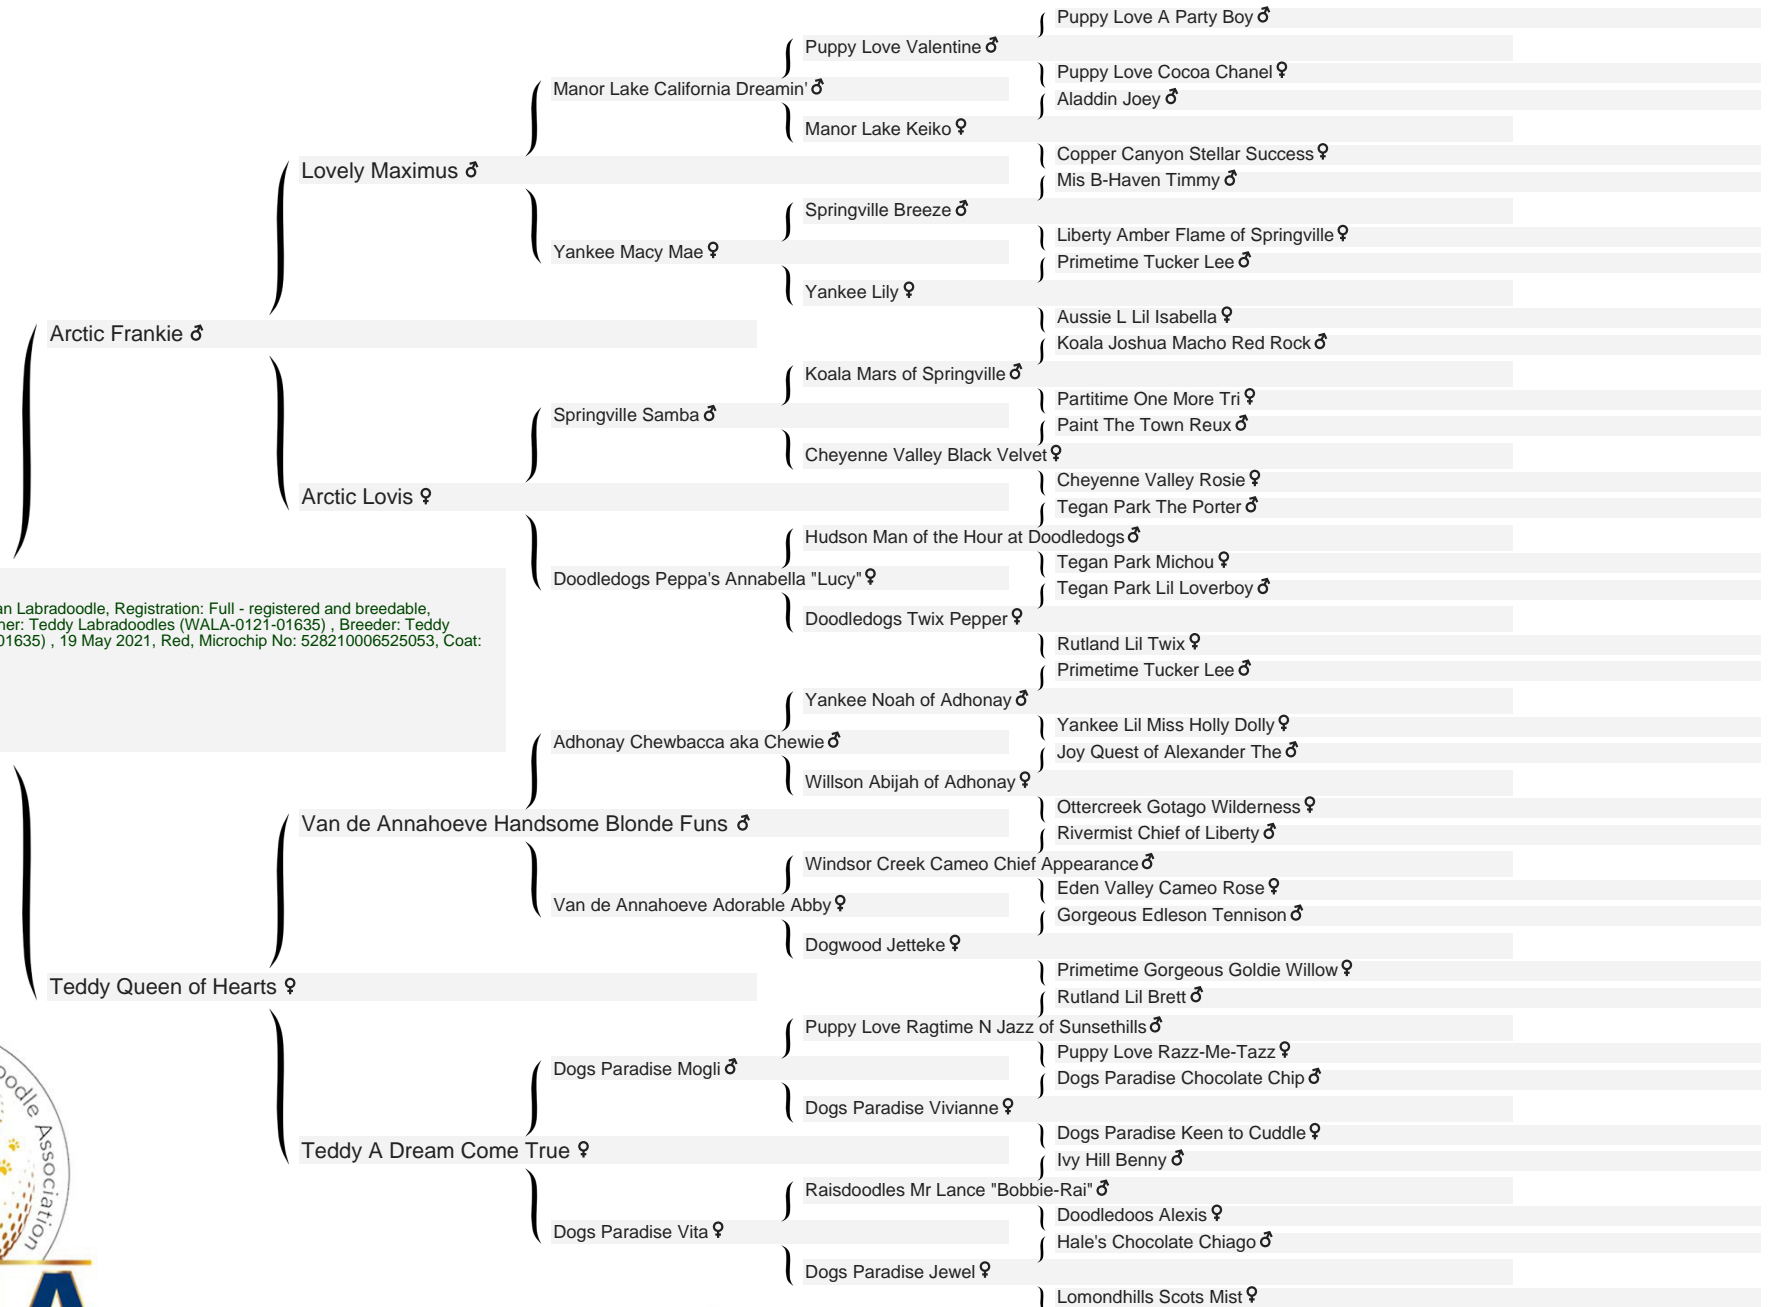 Puppy Love A Party Boy ♂
Puppy Love Valentine ♂
Puppy Love Cocoa Chanel ♀
Manor Lake California Dreamin' ♂
Aladdin Joey ♂
Manor Lake Keiko ♀
Copper Canyon Stellar Success ♀
Lovely Maximus ♂
Mis B-Haven Timmy ♂
Springville Breeze ♂
Liberty Amber Flame of Springville ♀
Yankee Macy Mae ♀
Primetime Tucker Lee ♂
Yankee Lily ♀
Aussie L Lil Isabella ♀
Arctic Frankie ♂
Koala Joshua Macho Red Rock ♂
Koala Mars of Springville ♂
Partitime One More Tri ♀
Springville Samba ♂
Paint The Town Reux ♂
Cheyenne Valley Black Velvet ♀
Cheyenne Valley Rosie ♀
Arctic Lovis ♀
Tegan Park The Porter ♂
Hudson Man of the Hour at Doodledogs ♂
Tegan Park Michou ♀
Doodledogs Peppa's Annabella "Lucy" ♀
Tegan Park Lil Loverboy ♂
Doodledogs Twix Pepper ♀
Rutland Lil Twix ♀
an Labradoodle, Registration: Full - registered and breedable,
ner: Teddy Labradoodles (WALA-0121-01635) , Breeder: Teddy
01635) , 19 May 2021, Red, Microchip No: 528210006525053, Coat:
Primetime Tucker Lee ♂
Yankee Noah of Adhonay ♂
Yankee Lil Miss Holly Dolly ♀
Adhonay Chewbacca aka Chewie ♂
Joy Quest of Alexander The ♂
Willson Abijah of Adhonay ♀
Ottercreek Gotago Wilderness ♀
Van de Annahoeve Handsome Blonde Funs ♂
Rivermist Chief of Liberty ♂
Windsor Creek Cameo Chief Appearance ♂
Eden Valley Cameo Rose ♀
Van de Annahoeve Adorable Abby ♀
Gorgeous Edleson Tennison ♂
Dogwood Jetteke ♀
Primetime Gorgeous Goldie Willow ♀
Teddy Queen of Hearts ♀
Rutland Lil Brett ♂
Puppy Love Ragtime N Jazz of Sunsethills ♂
Puppy Love Razz-Me-Tazz ♀
Dogs Paradise Mogli ♂
Dogs Paradise Chocolate Chip ♂
Dogs Paradise Vivianne ♀
Dogs Paradise Keen to Cuddle ♀
Teddy A Dream Come True ♀
Ivy Hill Benny ♂
Raisdoodles Mr Lance "Bobbie-Rai" ♂
Doodledoos Alexis ♀
Dogs Paradise Vita ♀
Hale's Chocolate Chiago ♂
Dogs Paradise Jewel ♀
Lomondhills Scots Mist ♀
oodle Association
A